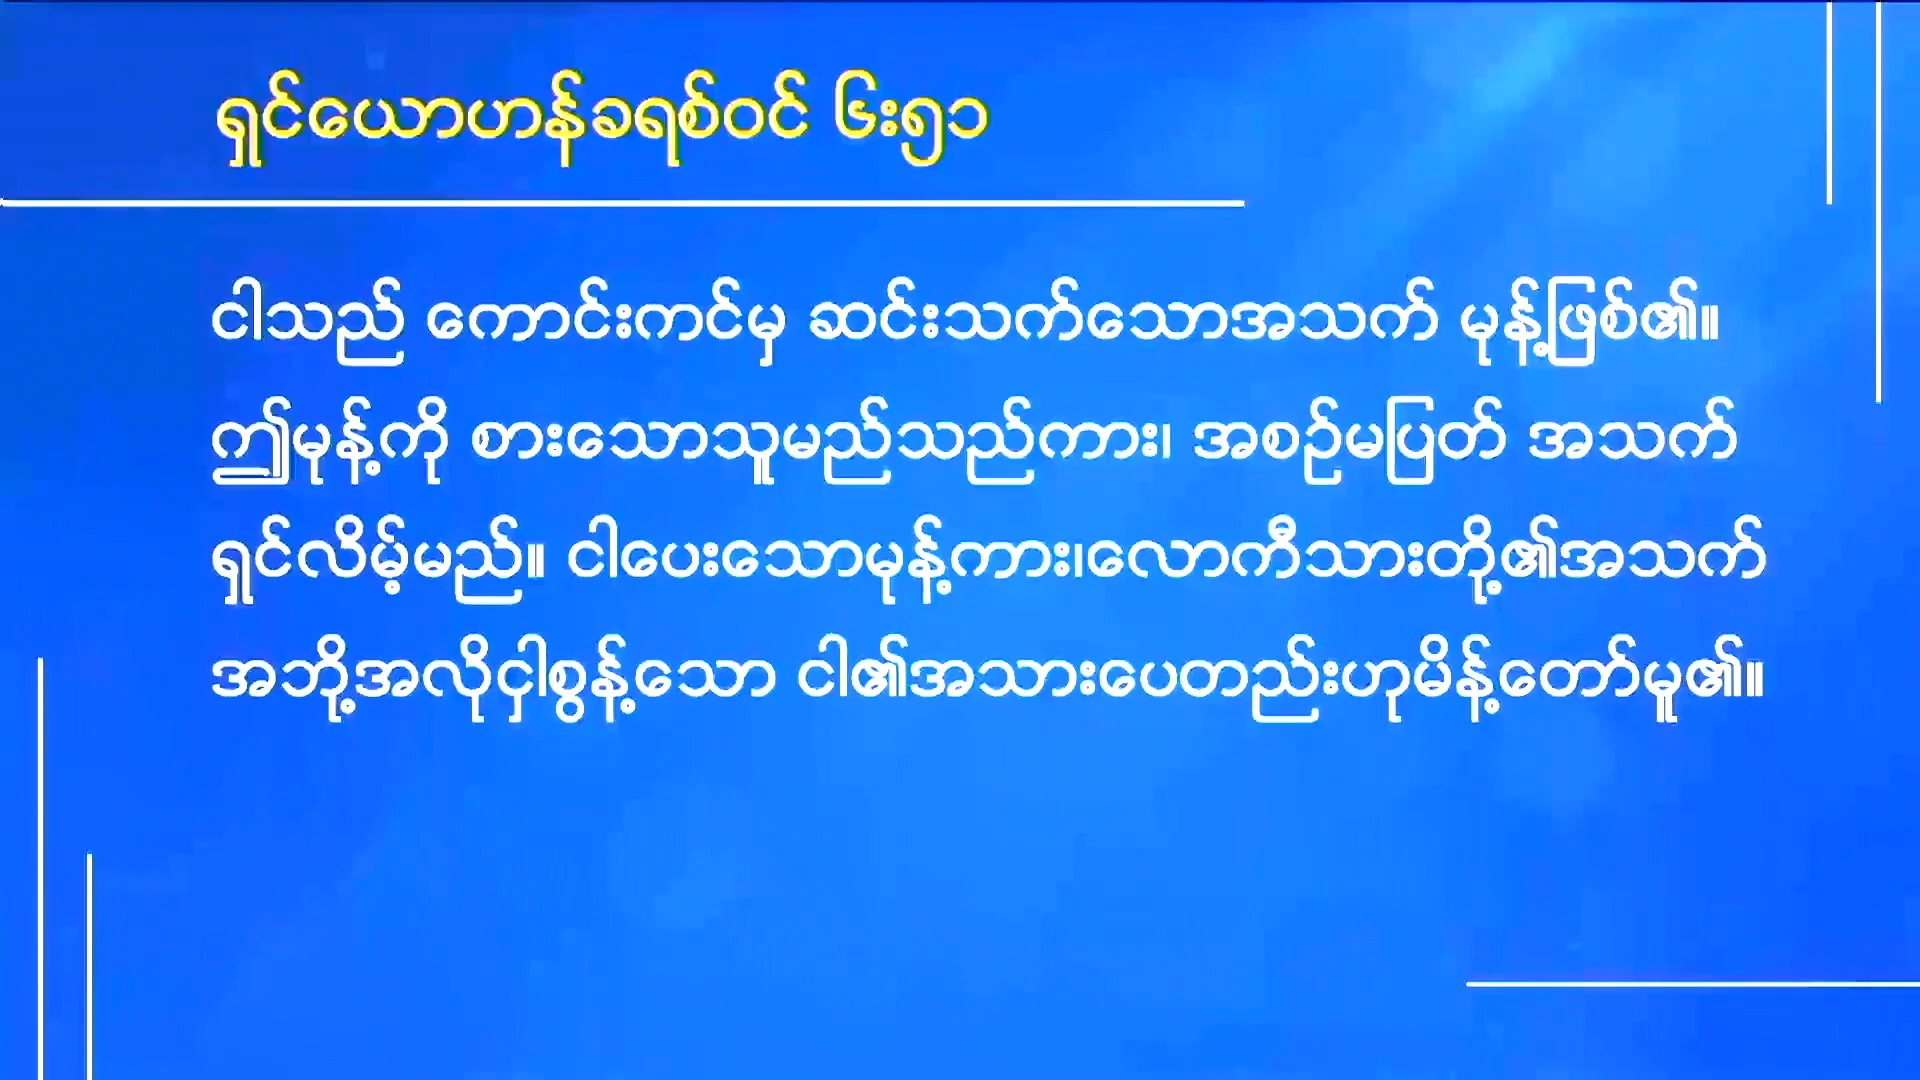 ရှင်ယောဟန်ခရစ်ဝင် ၆း၅၁
ငါသည် ကောင်းကင်မှ ဆင်းသက်သောအသက် မုန့်ဖြစ်၏။
ဤမုန့်ကို စားသောသူမည်သည်ကား၊ အစဉ်မပြတ် အသက်
ရှင်လိမ့်မည်။ ငါပေးသောမုန့်ကား၊လောကီသားတို့၏အသက်
အဘို့အလိုငှါစွန့်သော ငါ၏အသားပေတည်းဟုမိန့်တော်မူ၏။